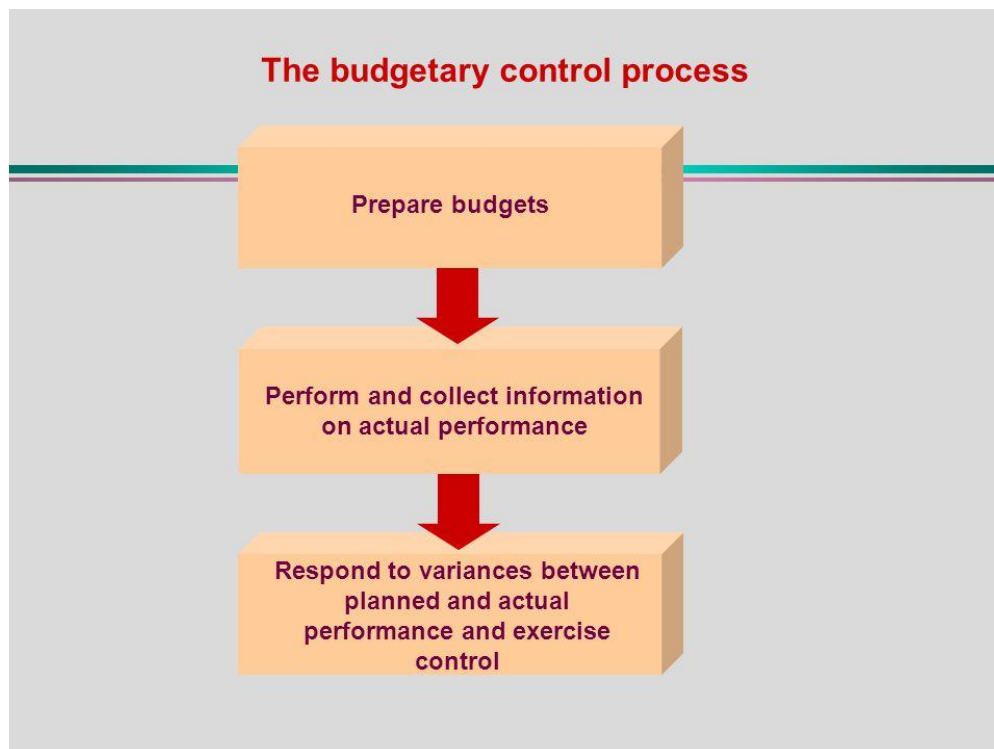 The budgetary control process
Prepare budgets
Perform and collect information
on actual performance
Respond to variances between
planned and actual
performance and exercise
control